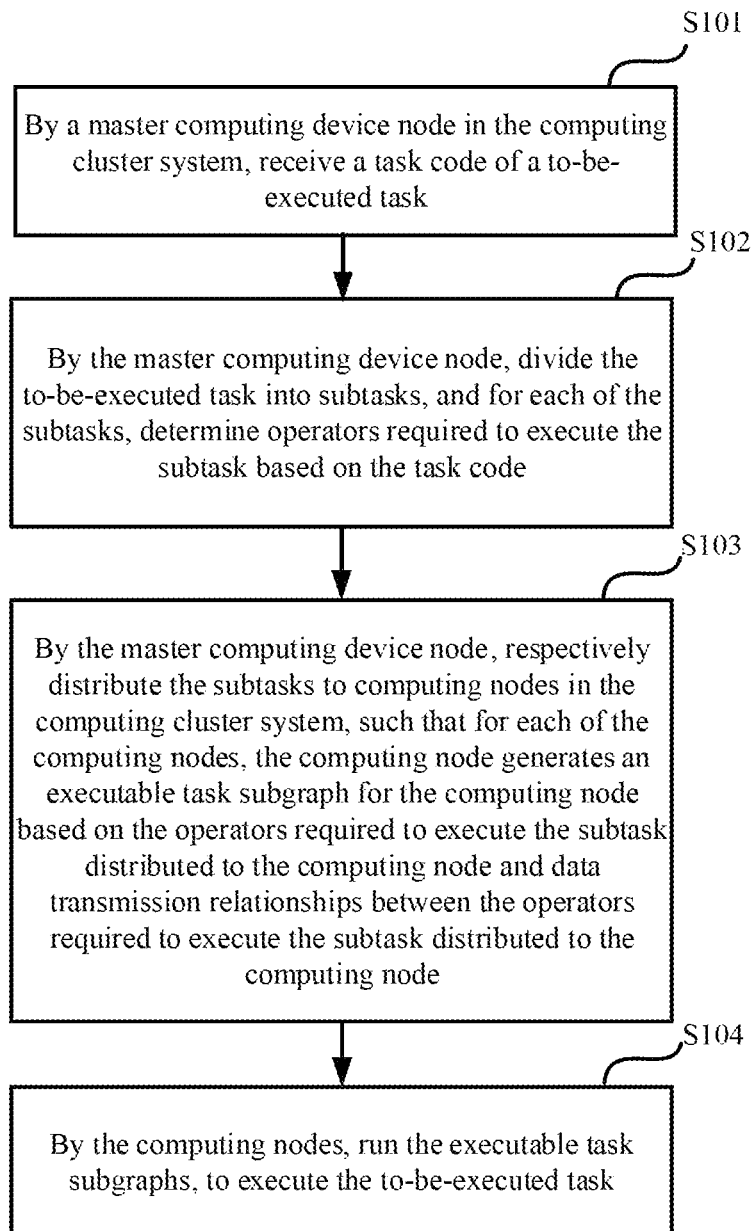 S101
By a master computing device node in the computing
cluster system, receive a task code of a to-be-
executed task
S102
By the master computing device node, divide the
to-be-executed task into subtasks, and for each of the
subtasks, determine operators required to execute the
subtask based on the task code
S103
By the master computing device node, respectively
distribute the subtasks to computing nodes in the
computing cluster system, such that for each of the
computing nodes, the computing node generates an
executable task subgraph for the computing node
based on the operators required to execute the subtask
distributed to the computing node and data
transmission relationships between the operators
required to execute the subtask distributed to the
computing node
S104
By the computing nodes, run the executable task
subgraphs, to execute the to-be-executed task